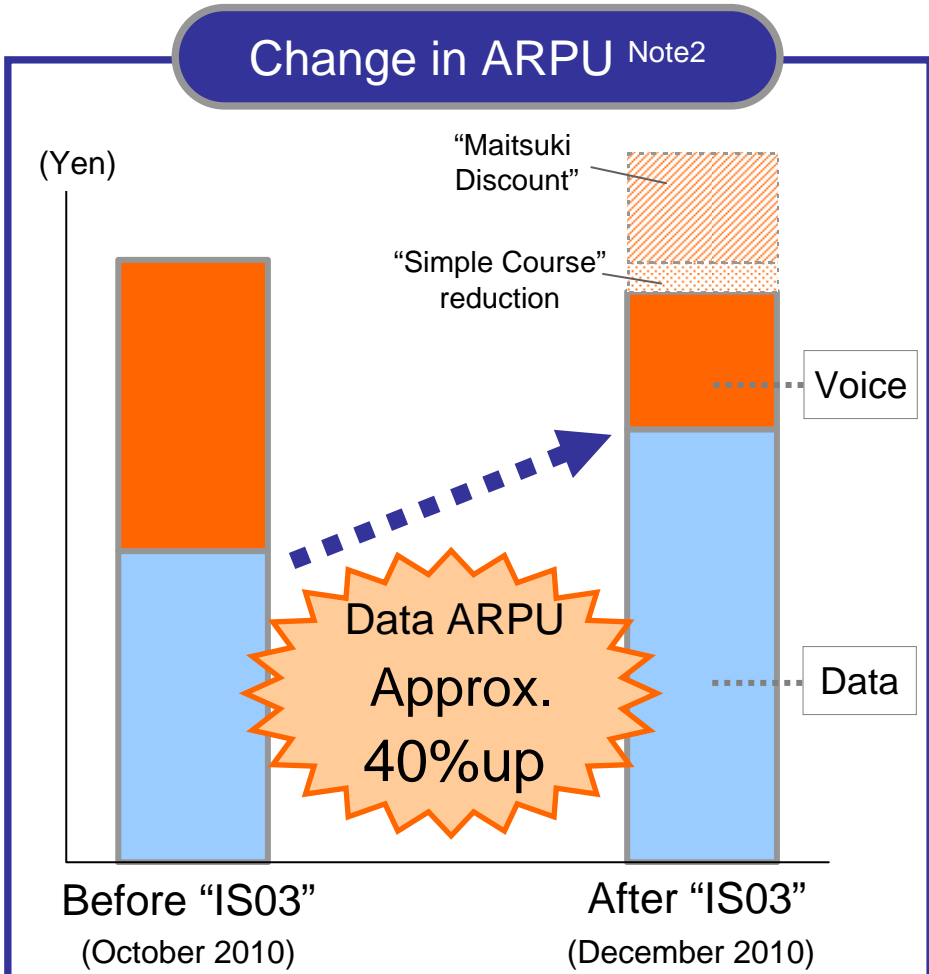 Change in ARPU Note2
(Yen)
“Maitsuki
Discount”
“Simple Course”
reduction
Voice
Data ARPU
Approx.
40%up
Data
Before “IS03”
(October 2010)
After “IS03”
(December 2010)